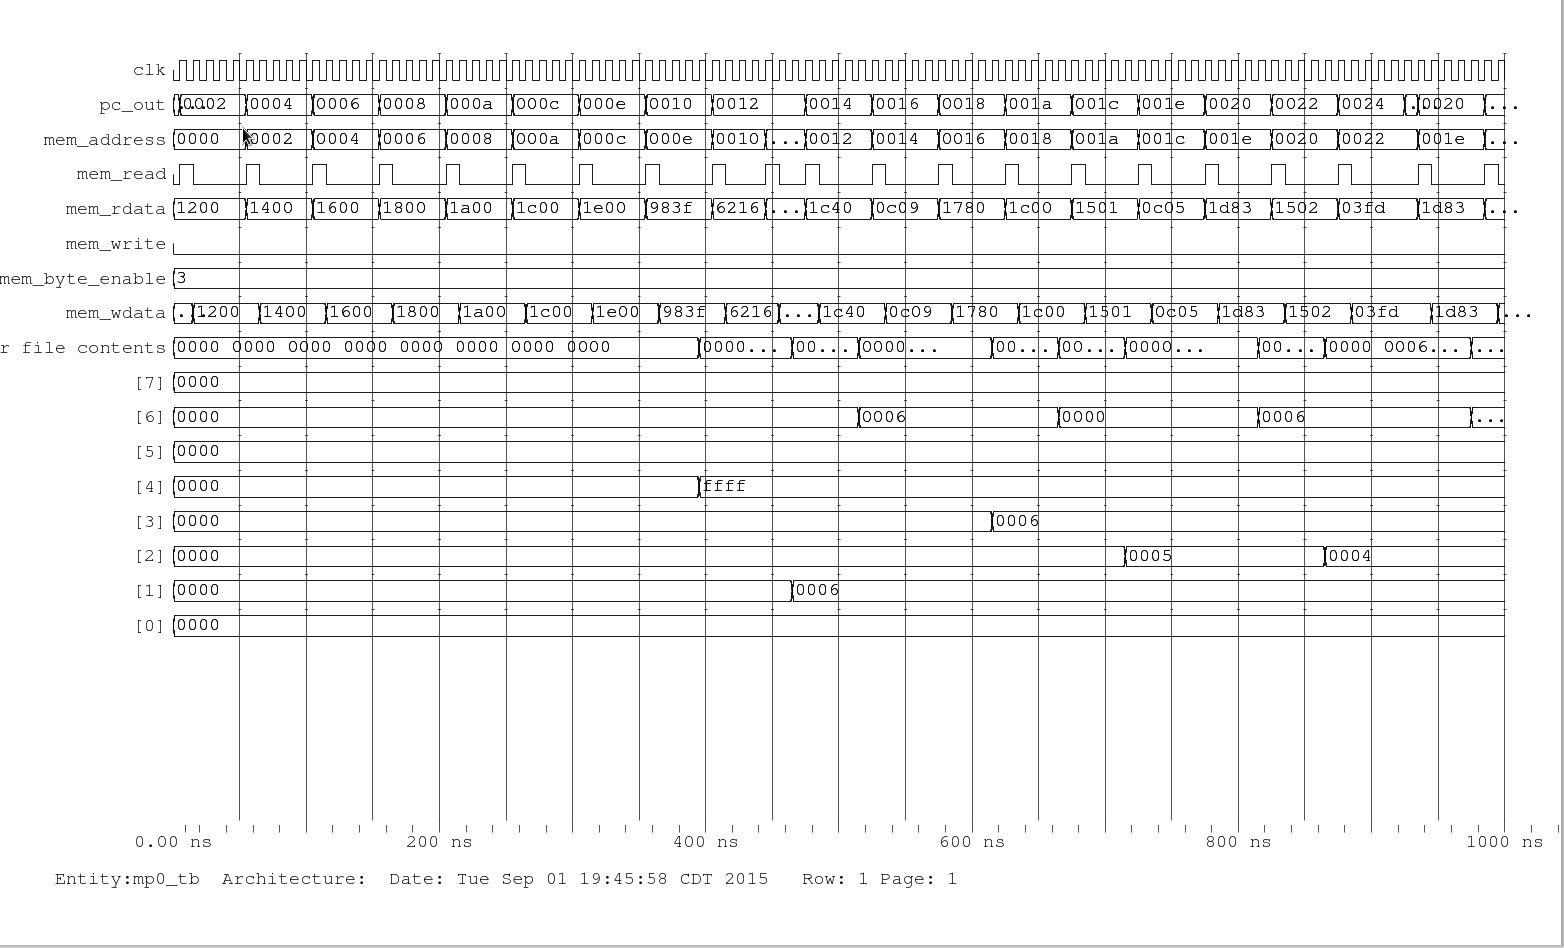 clk
pc_out 0002 0004 0006 0008 000a 000c 000e 0010 0012 0014 0016 0018 001a 001c 001e 0020 0022 0024 0020 ...
mem_address 0000 0002 0004 0006 0008 000a 000c 000e 0010 ... 0012 0014 0016 0018 001a 001c 001e 0020 0022 001e ...
mem_read
mem_rdata 1200 1400 1600 1800 1a00 1c00 1e00 983f 6216 ... 1c40 0c09 1780 1c00 1501 0c05 1d83 1502 03fd 1d83 ...
mem_write
mem_byte_enable 3
mem_wdata 1200 1400 1600 1800 1a00 1c00 1e00 983f 6216 ... 1c40 0c09 1780 1c00 1501 0c05 1d83 1502 03fd 1d83 ...
r file contents 0000 0000 0000 0000 0000 0000 0000 0000 0000... 00... 0000... 00... 00... 0000... 00... 0000 0006... ...
[7] 0000
[6] 0000 0006 0000 0006 ...
[5] 0000
[4] 0000 ffff
[3] 0000 0006
[2] 0000 0005 0004
[1] 0000 0006
[0] 0000
0.00 ns 200 ns 400 ns 600 ns 800 ns 1000 ns
Entity:mp0_tb Architecture: Date: Tue Sep 01 19:45:58 CDT 2015 Row: 1 Page: 1